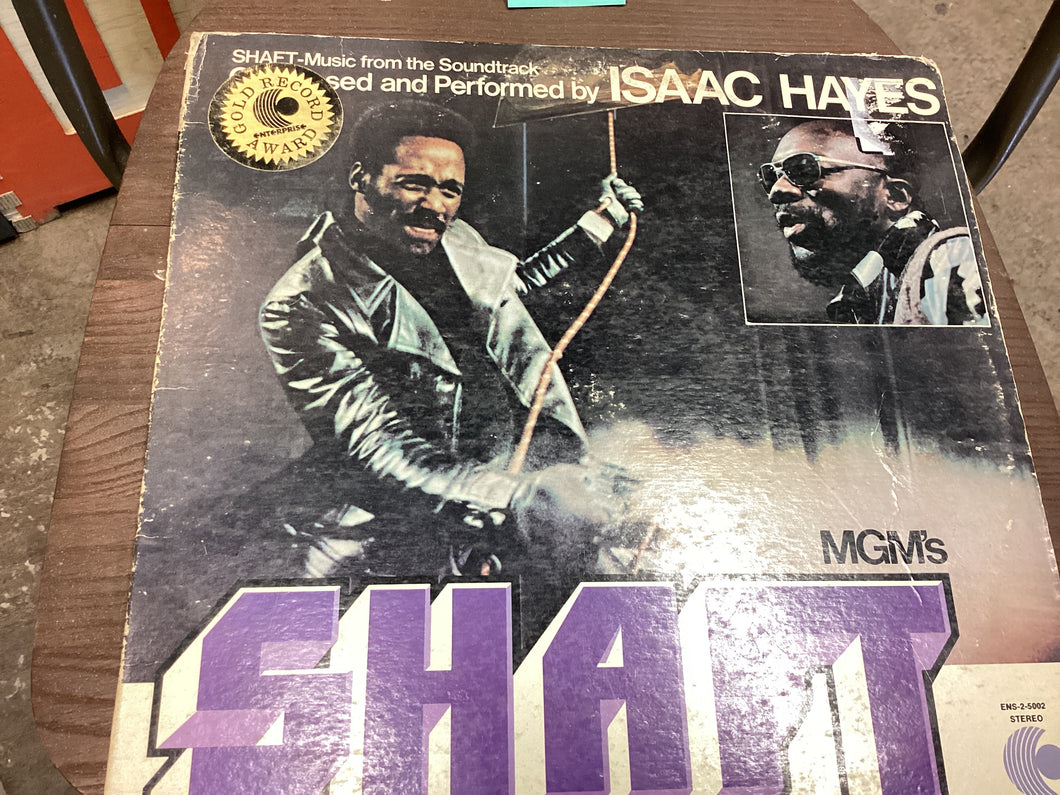 SHAFT-Music from the Soundtrack
and Performed by ISAAC HAYES
GOLD RECORD
ENTERPRISE
AWARD
MGM's
SHAFT
ENS-2-5002
STEREO